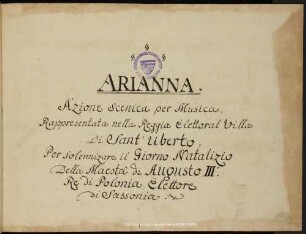 ARIANNA.
Azione Scenica per Musica,
Rappresentata nella Reggia Elettoral Villa
Di Sant' Uberto,
Per Solennizare il Giorno Natalizio
Della Maestà di Augusto III.
Rè di Polonia Elettore
di Sassonia.